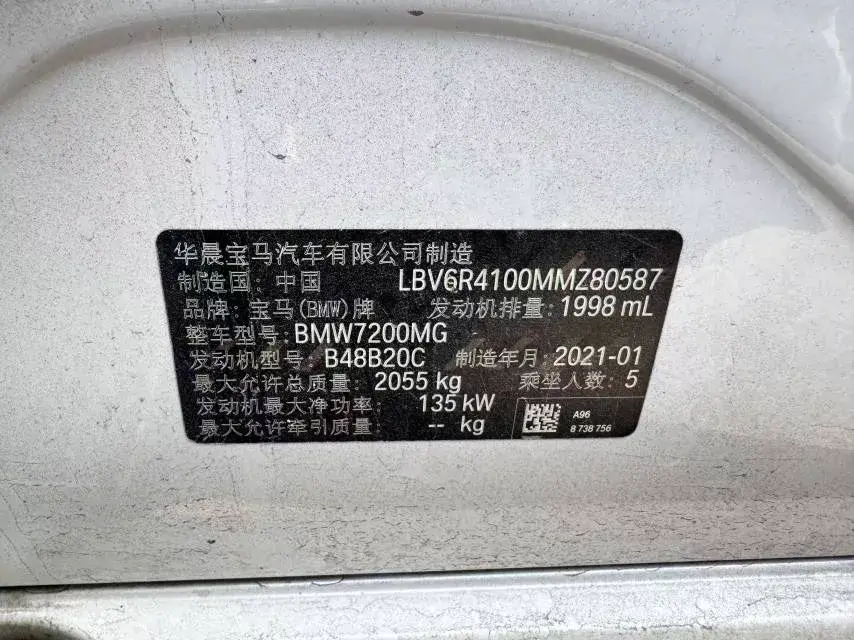 华晨宝马汽车有限公司制造
制造国：中国 LBV6R4100MMZ80587
品牌：宝马(BMW)牌 发动机排量：1998 mL
整车型号：BMW7200MG
发动机型号：B48B20C 制造年月：2021-01
最大允许总质量：2055 kg 乘坐人数：5
发动机最大净功率：135 kW
最大允许牵引质量：-- kg
A96
8 738 756